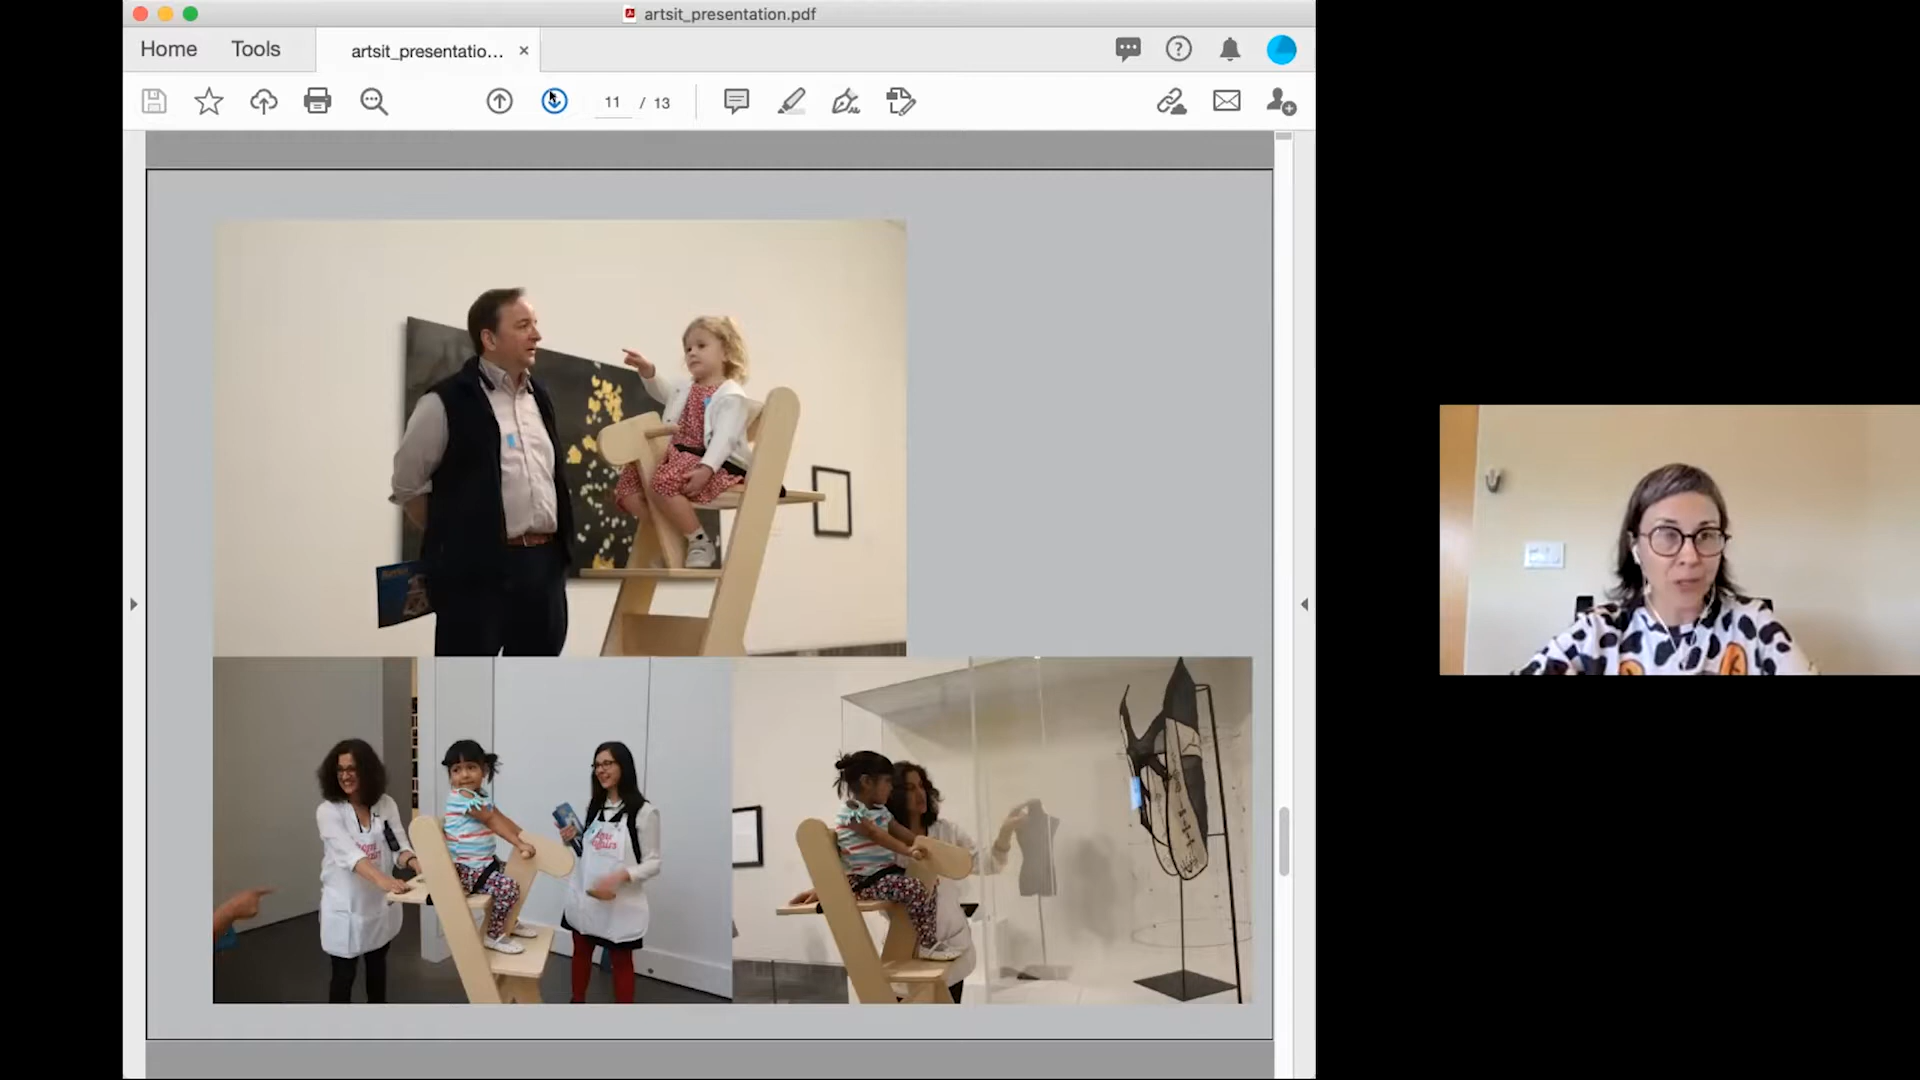 artsit_presentation.pdf
Home
Tools
artsit_presentatio...
11 / 13